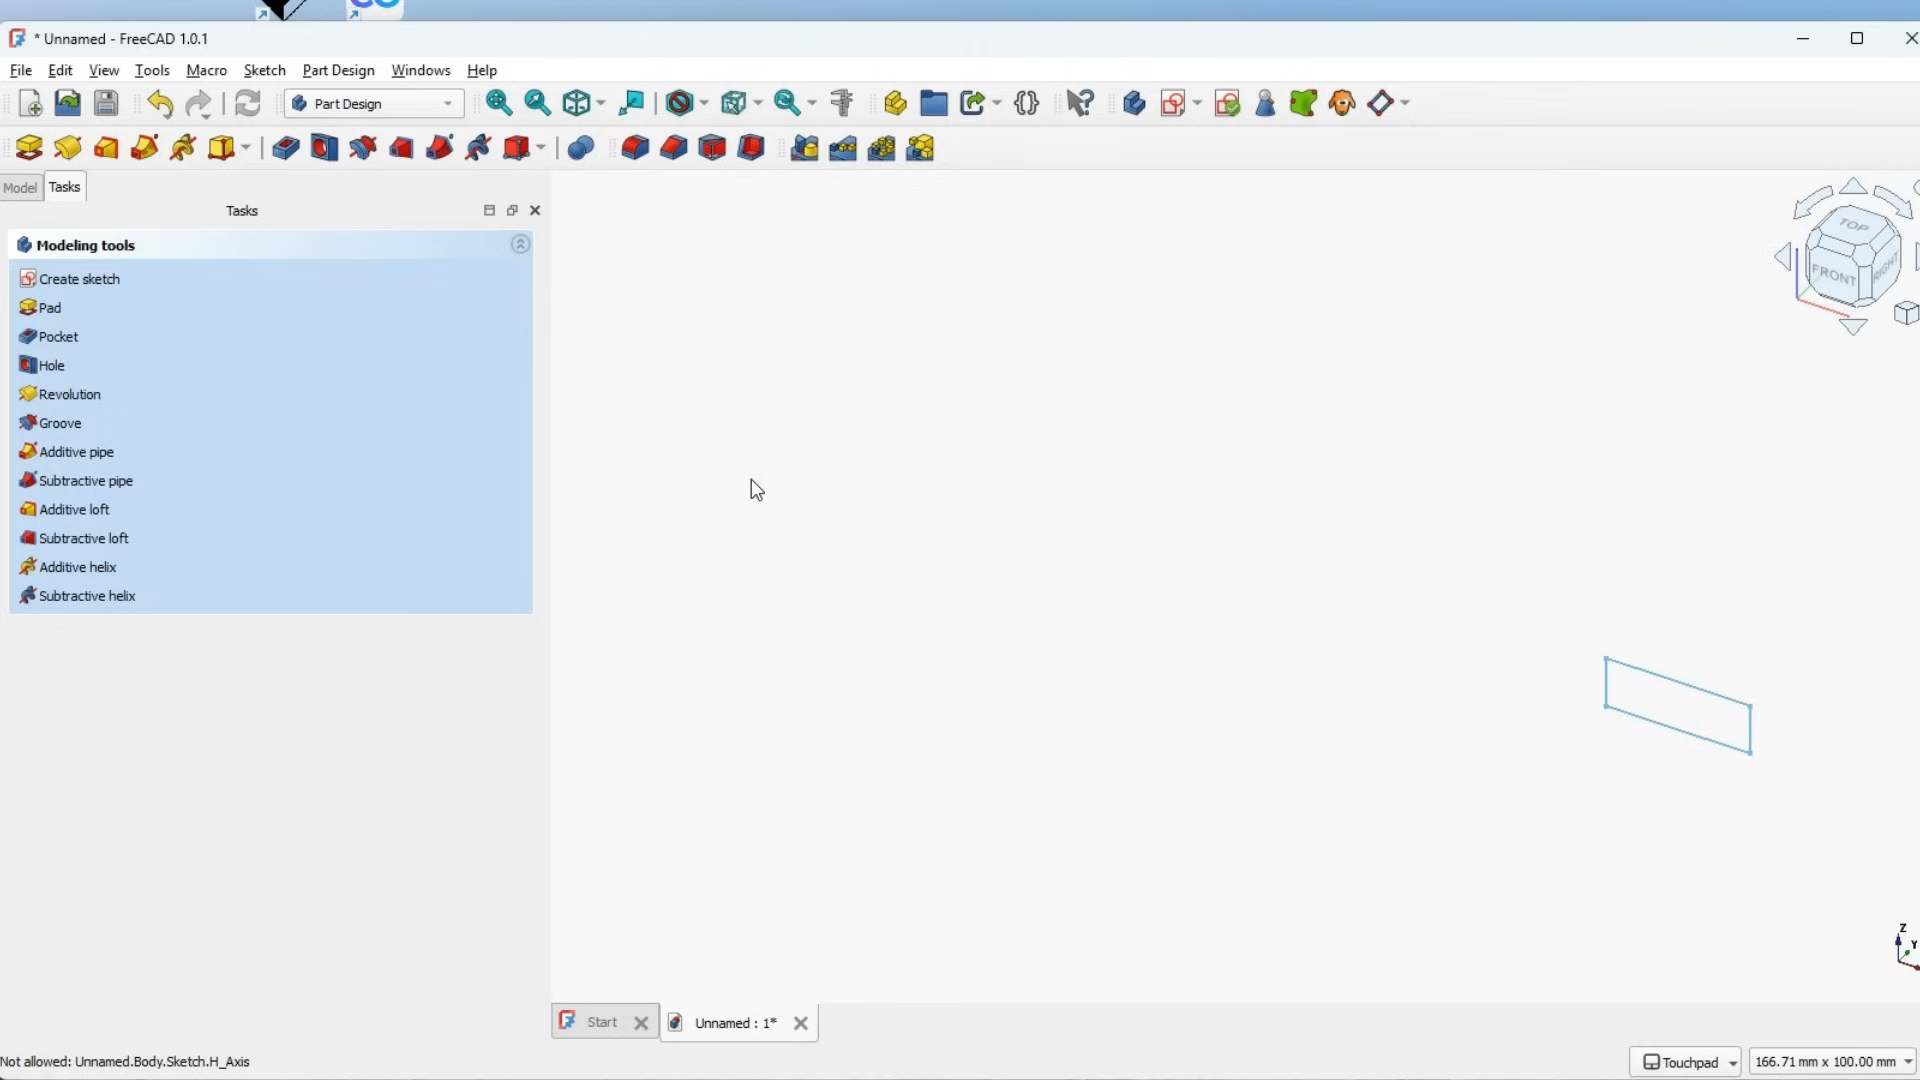 * Unnamed - FreeCAD 1.0.1
File Edit View Tools Macro Sketch Part Design Windows Help
Part Design
Model Tasks
Tasks
Modeling tools
Create sketch
Pad
Pocket
Hole
Revolution
Groove
Additive pipe
Subtractive pipe
Additive loft
Subtractive loft
Additive helix
Subtractive helix
TOP
FRONT RIGHT
Z
Y
Start Unnamed : 1*
Not allowed: Unnamed.Body.Sketch.H_Axis
Touchpad 166.71 mm x 100.00 mm